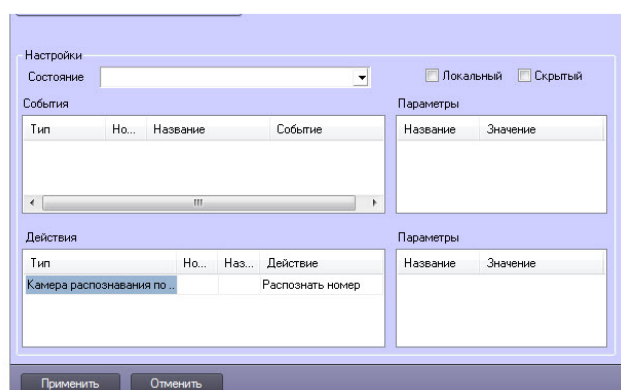 Настройки
Состояние Локальный Скрытый
События Параметры
Тип Но... Название Событие Название Значение
Действия Параметры
Тип Но... Наз... Действие Название Значение
Камера распознавания по .. Распознать номер
Применить Отменить